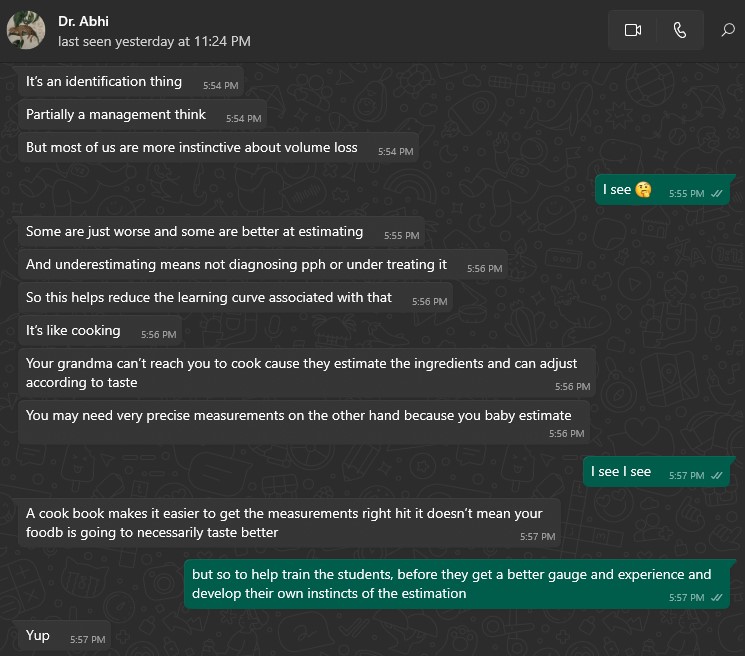 Dr. Abhi
last seen yesterday at 11:24 PM
It's an identification thing 5:54 PM
Partially a management think 5:54 PM
But most of us are more instinctive about volume loss 5:54 PM
I see 🤔 5:55 PM
Some are just worse and some are better at estimating 5:55 PM
And underestimating means not diagnosing pph or under treating it 5:56 PM
So this helps reduce the learning curve associated with that 5:56 PM
It's like cooking 5:56 PM
Your grandma can't reach you to cook cause they estimate the ingredients and can adjust
according to taste 5:56 PM
You may need very precise measurements on the other hand because you baby estimate
5:56 PM
I see I see 5:57 PM
A cook book makes it easier to get the measurements right hit it doesn't mean your
foodb is going to necessarily taste better 5:57 PM
but so to help train the students, before they get a better gauge and experience and
develop their own instincts of the estimation 5:57 PM
Yup 5:57 PM